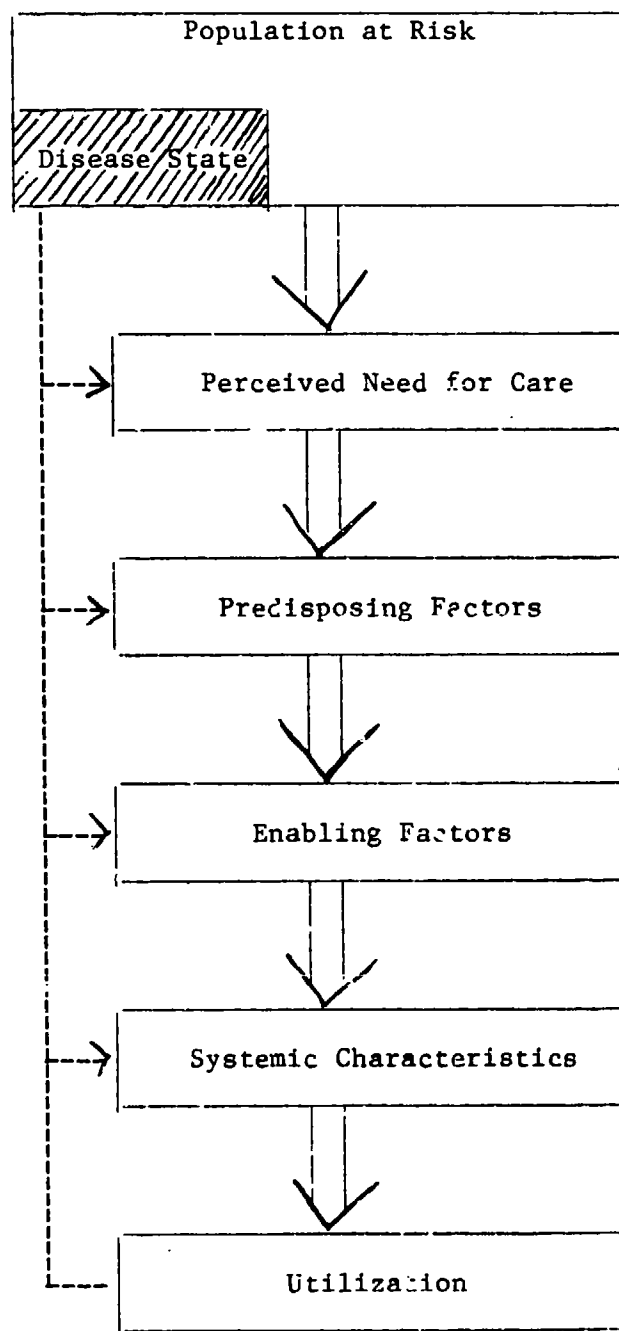 Population at Risk
Disease State
Perceived Need for Care
Predisposing Factors
Enabling Factors
Systemic Characteristics
Utilization